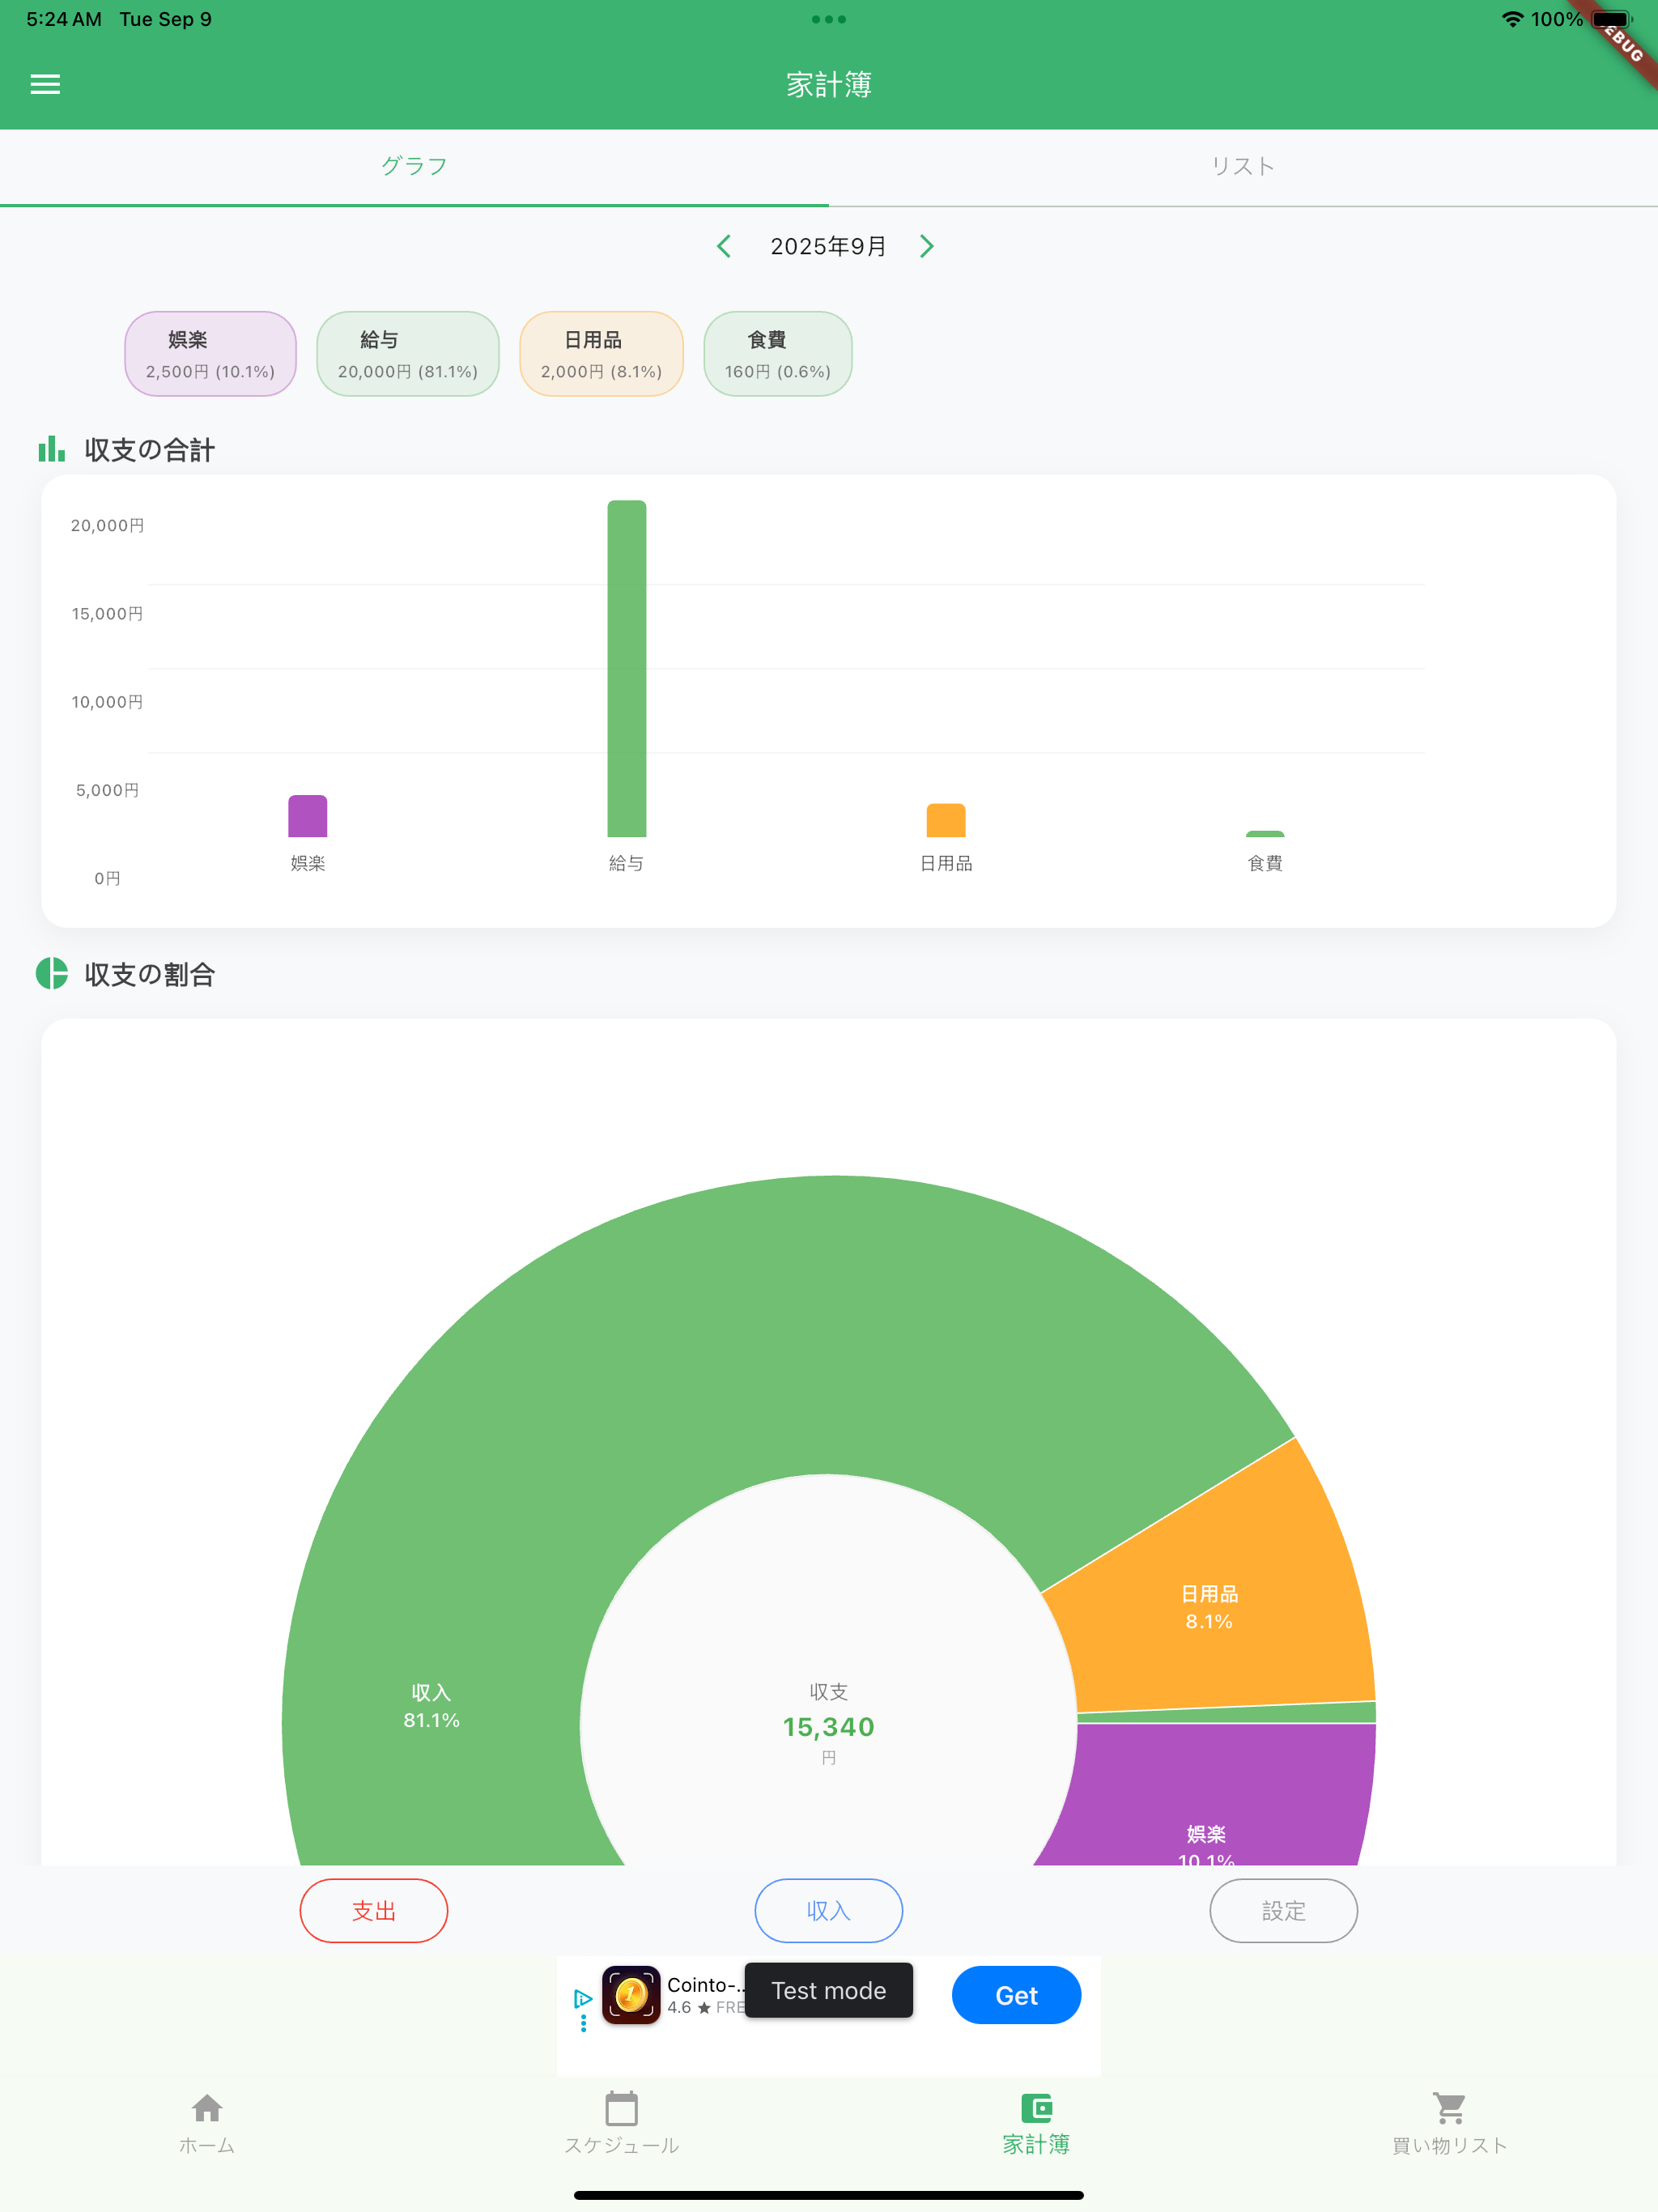 5:24 AM Tue Sep 9
100%
家計簿
グラフ
リスト
2025年9月
娯楽
2,500円 (10.1%)
給与
20,000円 (81.1%)
日用品
2,000円 (8.1%)
食費
160円 (0.6%)
収支の合計
20,000円
15,000円
10,000円
5,000円
0円
娯楽
給与
日用品
食費
収支の割合
日用品
8.1%
収入
81.1%
収支
15,340
円
娯楽
10.1%
支出
収入
設定
Cointo-..
4.6 ★ FREE
Test mode
Get
ホーム
スケジュール
家計簿
買い物リスト